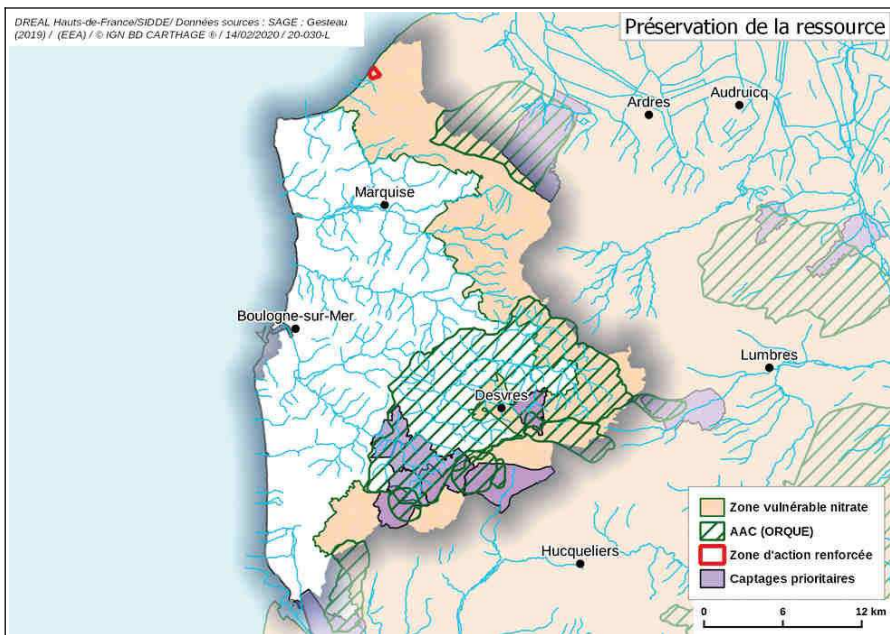 DREAL Hauts-de-France/SIDDE/ Données sources : SAGE ; Gesteau
(2019) / (EEA) / © IGN BD CARTHAGE ® / 14/02/2020 / 20-030-L
Préservation de la ressource
Ardres
Audruicq
Marquise
Boulogne-sur-Mer
Lumbres
Desvres
Hucqueliers
Zone vulnérable nitrate
AAC (ORQUE)
Zone d'action renforcée
Captages prioritaires
0 6 12 km